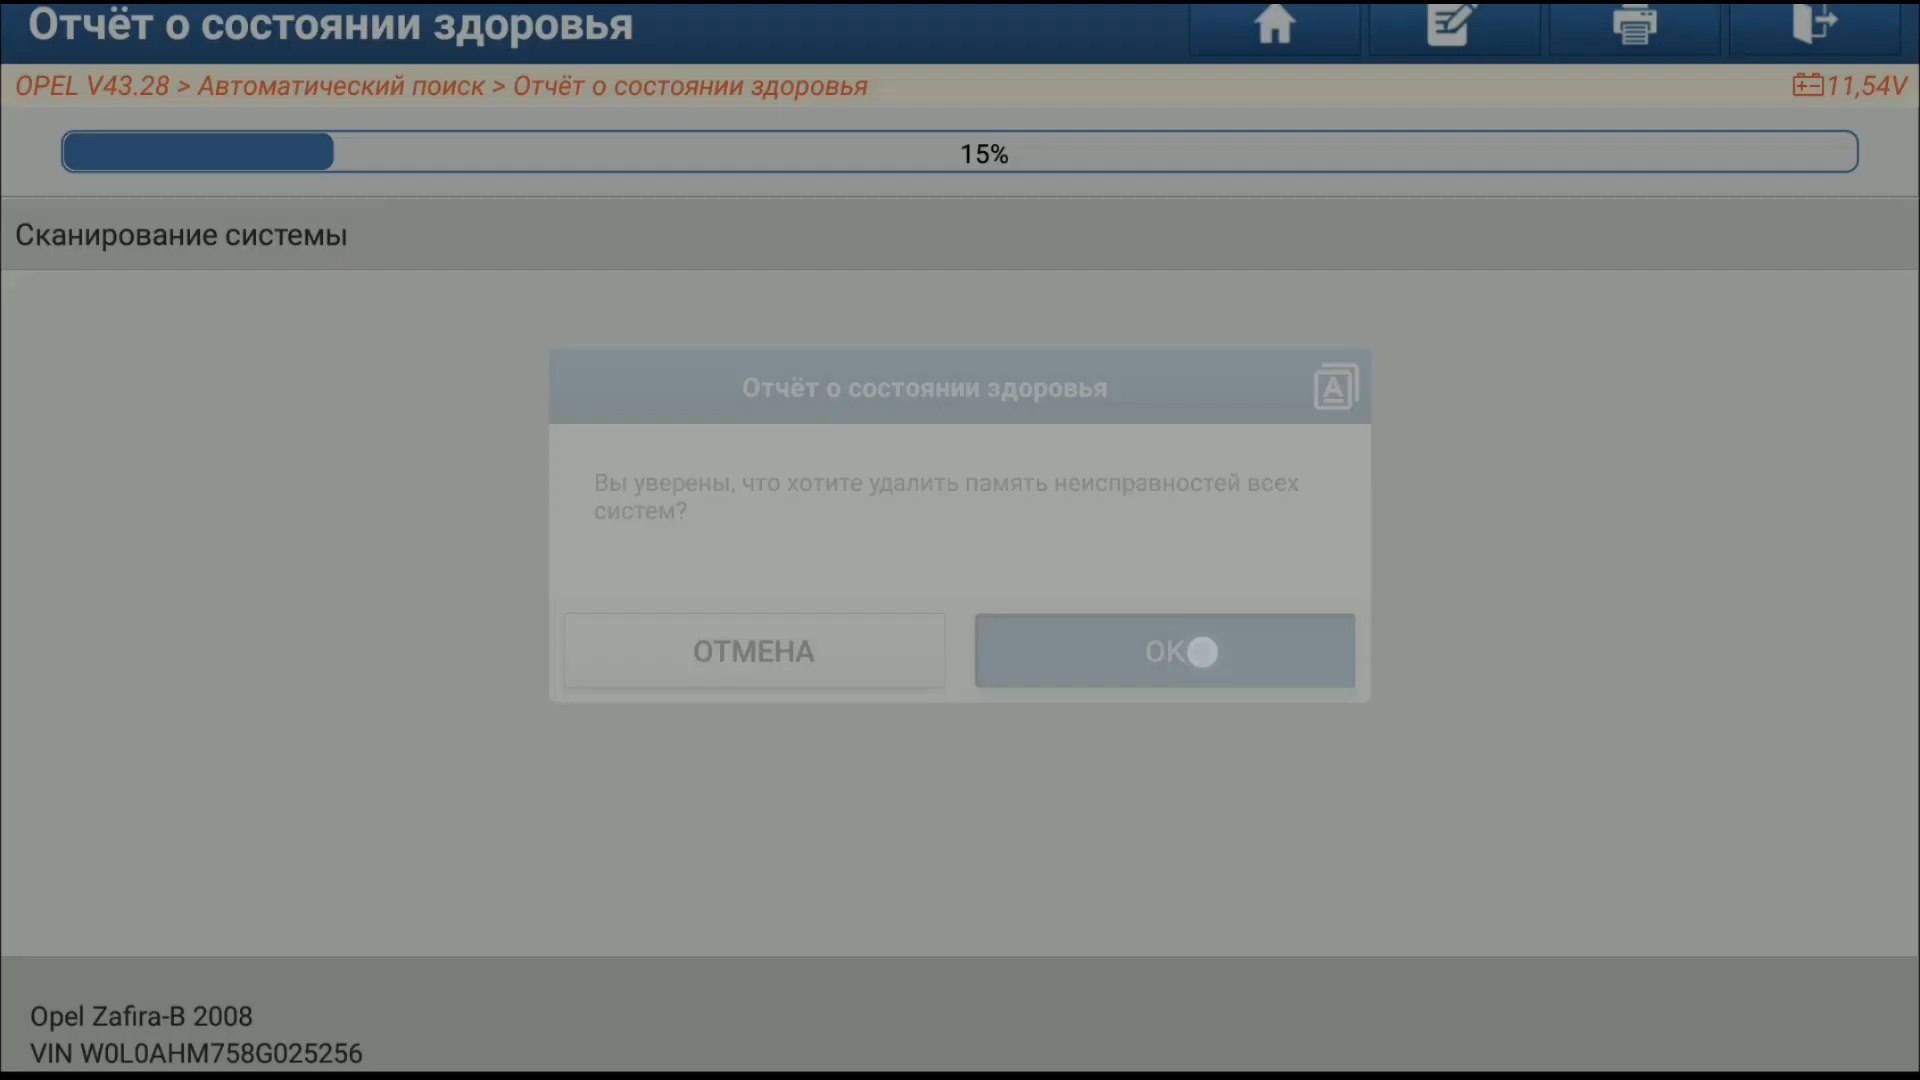 Отчёт о состоянии здоровья
OPEL V43.28 > Автоматический поиск > Отчёт о состоянии здоровья
11,54V
15%
Сканирование системы
Отчёт о состоянии здоровья
A
Вы уверены, что хотите удалить память неисправностей всех
систем?
ОТМЕНА
OK
Opel Zafira-B 2008
VIN W0L0AHM758G025256